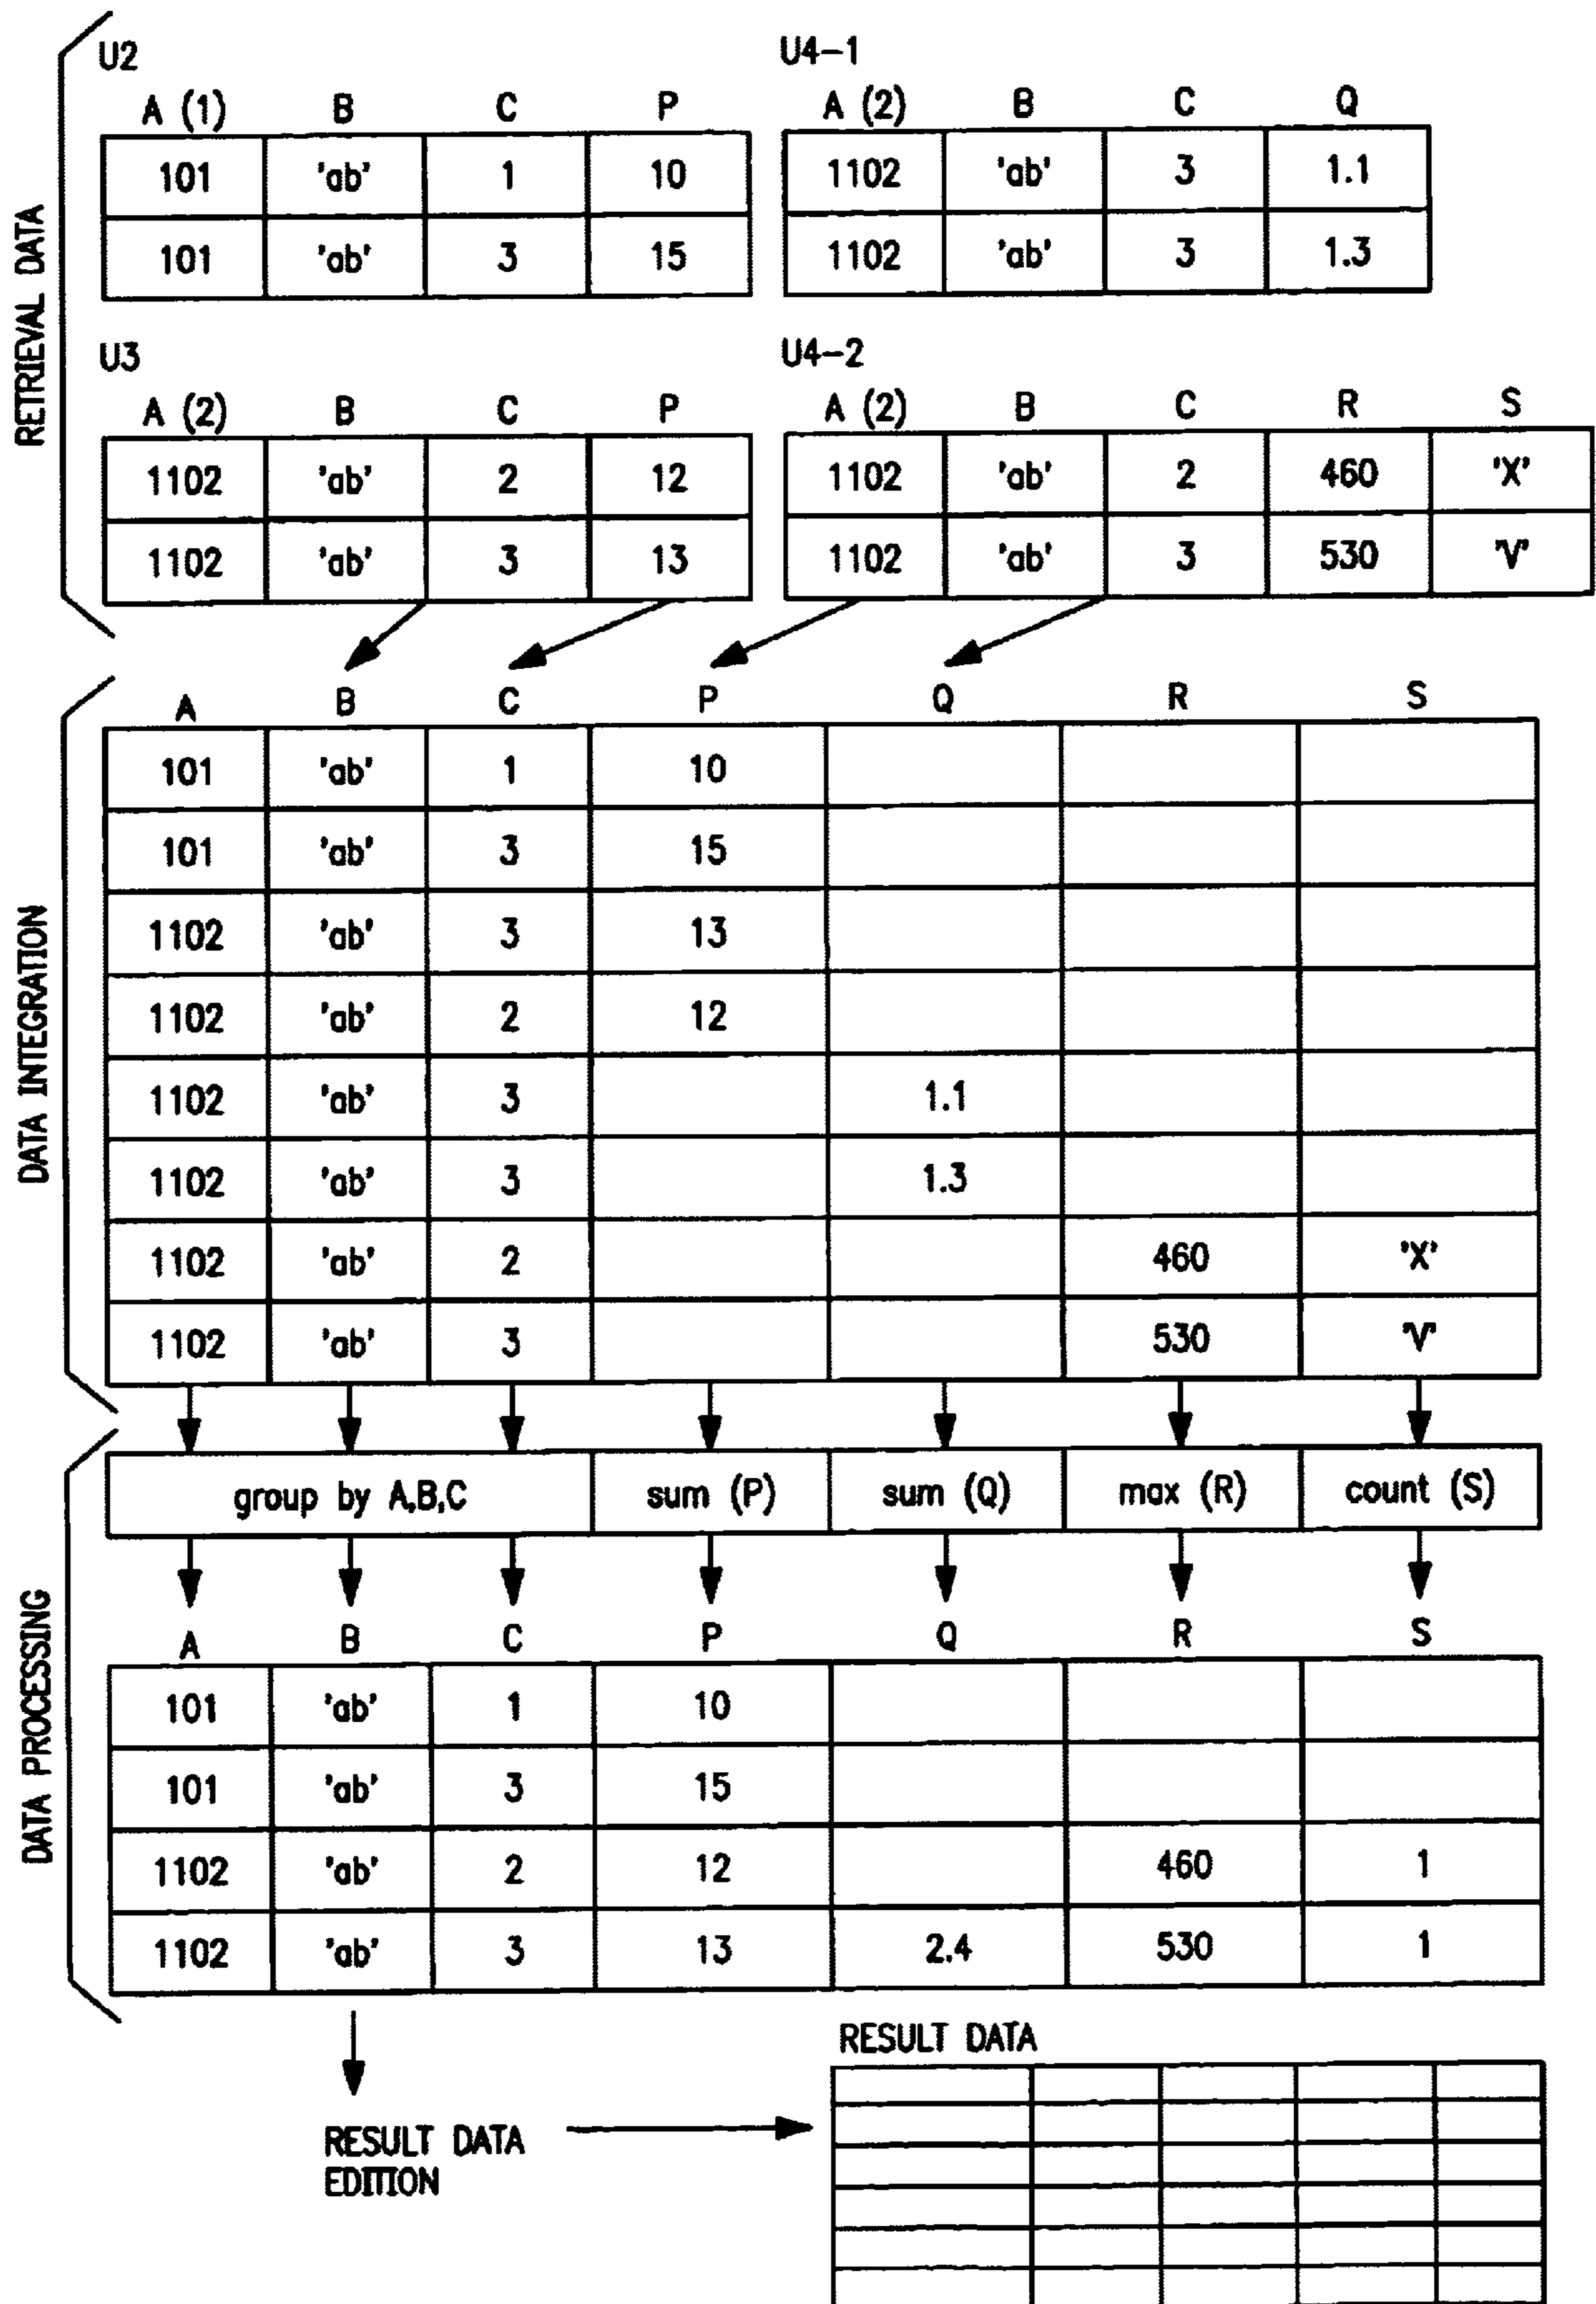 RETRIEVAL DATA
U2
A (1) B C P
101 'ab' 1 10
101 'ab' 3 15
U4-1
A (2) B C Q
1102 'ab' 3 1.1
1102 'ab' 3 1.3
U3
A (2) B C P
1102 'ab' 2 12
1102 'ab' 3 13
U4-2
A (2) B C R S
1102 'ab' 2 460 'X'
1102 'ab' 3 530 'V'
DATA INTEGRATION
A B C P Q R S
101 'ab' 1 10
101 'ab' 3 15
1102 'ab' 3 13
1102 'ab' 2 12
1102 'ab' 3 1.1
1102 'ab' 3 1.3
1102 'ab' 2 460 'X'
1102 'ab' 3 530 'V'
DATA PROCESSING
group by A,B,C sum (P) sum (Q) max (R) count (S)
A B C P Q R S
101 'ab' 1 10
101 'ab' 3 15
1102 'ab' 2 12 460 1
1102 'ab' 3 13 2.4 530 1
RESULT DATA
EDITION
RESULT DATA